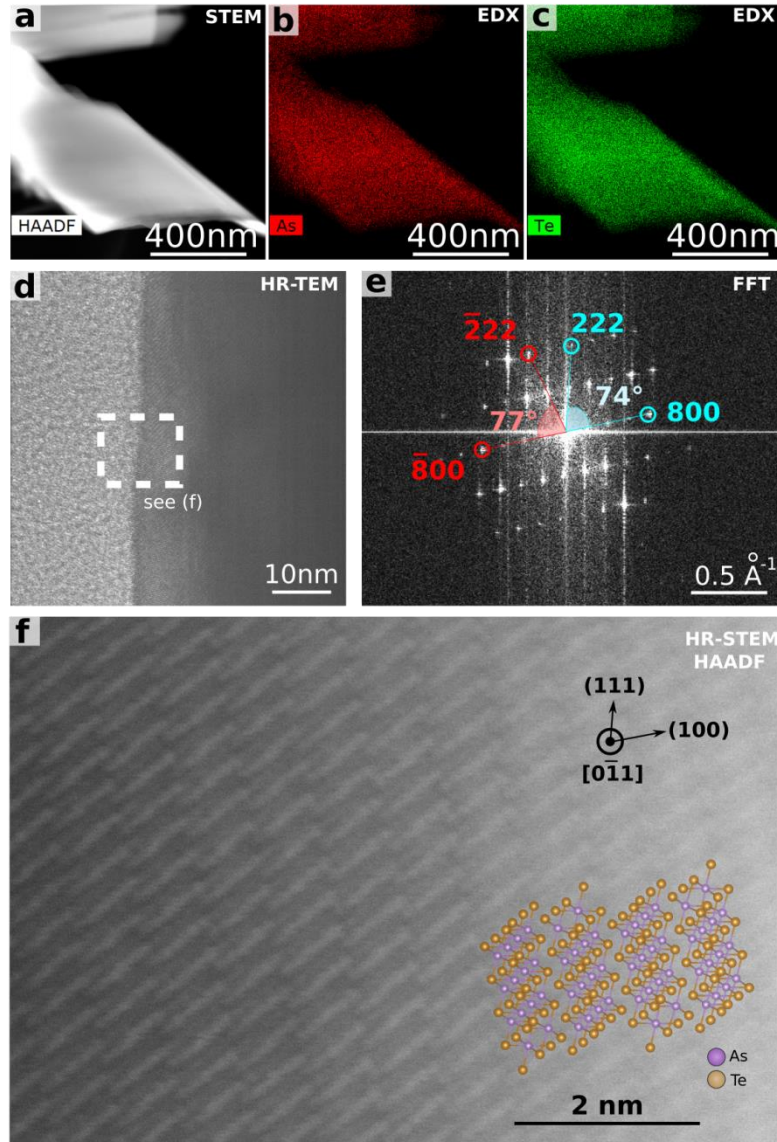 a STEM
b EDX
c EDX
HAADF 400nm
As 400nm
Te 400nm
d HR-TEM
see (f)
10nm
e FFT
2̅22 222
77° 74°
8̅00 800
0.5 Å⁻¹
f HR-STEM
HAADF
(111)
(100)
[01̅1]
As
Te
2 nm